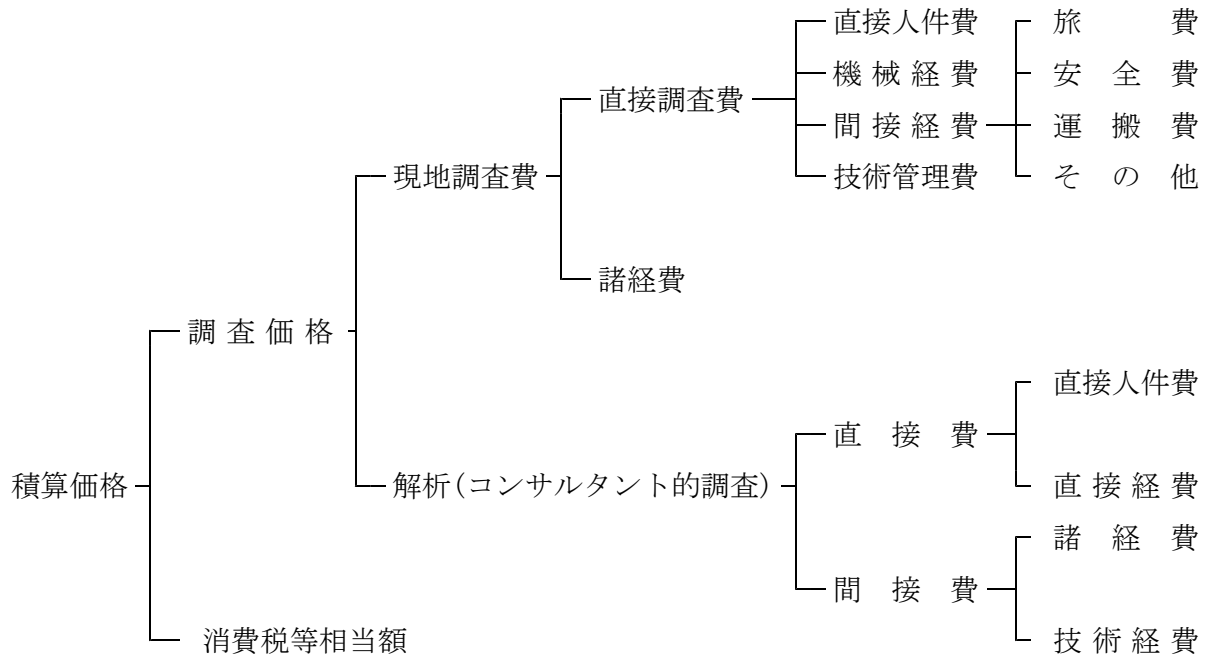 直接人件費 旅費
機械経費 安全費
直接調査費
間接経費 運搬費
現地調査費 技術管理費 その他
諸経費
調査価格
直接人件費
直接費
積算価格 解析(コンサルタント的調査) 直接経費
諸経費
間接費
消費税等相当額 技術経費